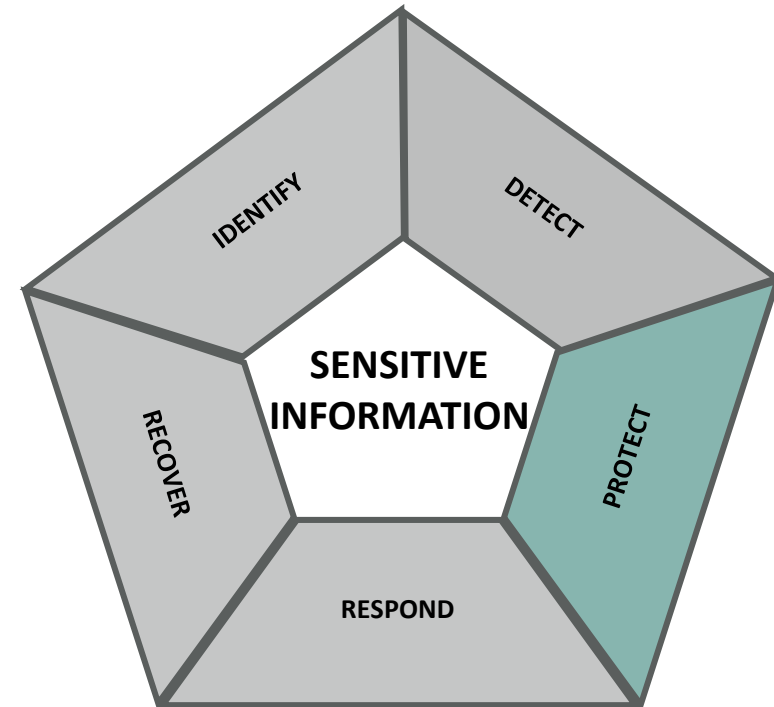 IDENTIFY
DETECT
SENSITIVE
INFORMATION
RECOVER
PROTECT
RESPOND